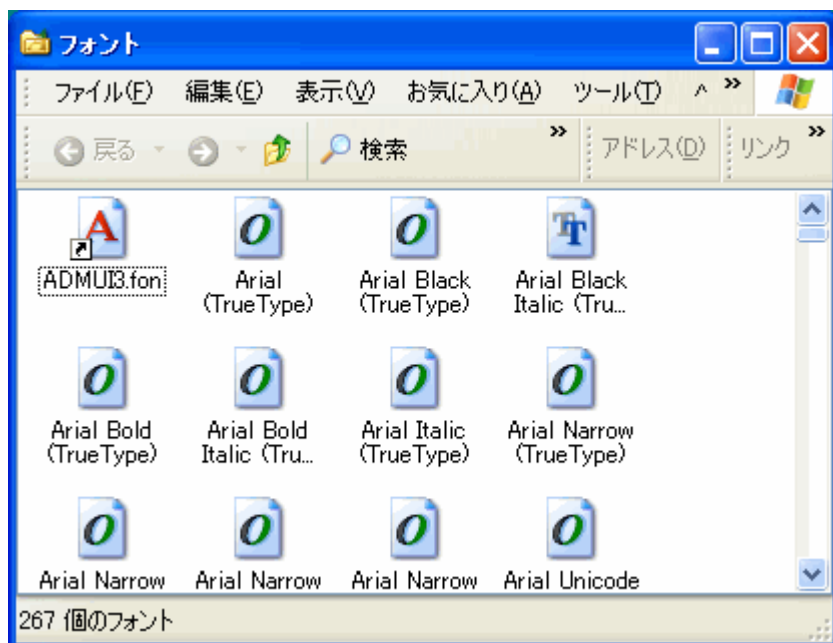 フォント
ファイル(F) 編集(E) 表示(V) お気に入り(A) ツール(T) ^ »
戻る 検索 » アドレス(D) リンク »
ADMUI3.fon Arial (TrueType) Arial Black (TrueType) Arial Black Italic (Tru...
Arial Bold (TrueType) Arial Bold Italic (Tru... Arial Italic (TrueType) Arial Narrow (TrueType)
Arial Narrow Arial Narrow Arial Narrow Arial Unicode
267 個のフォント